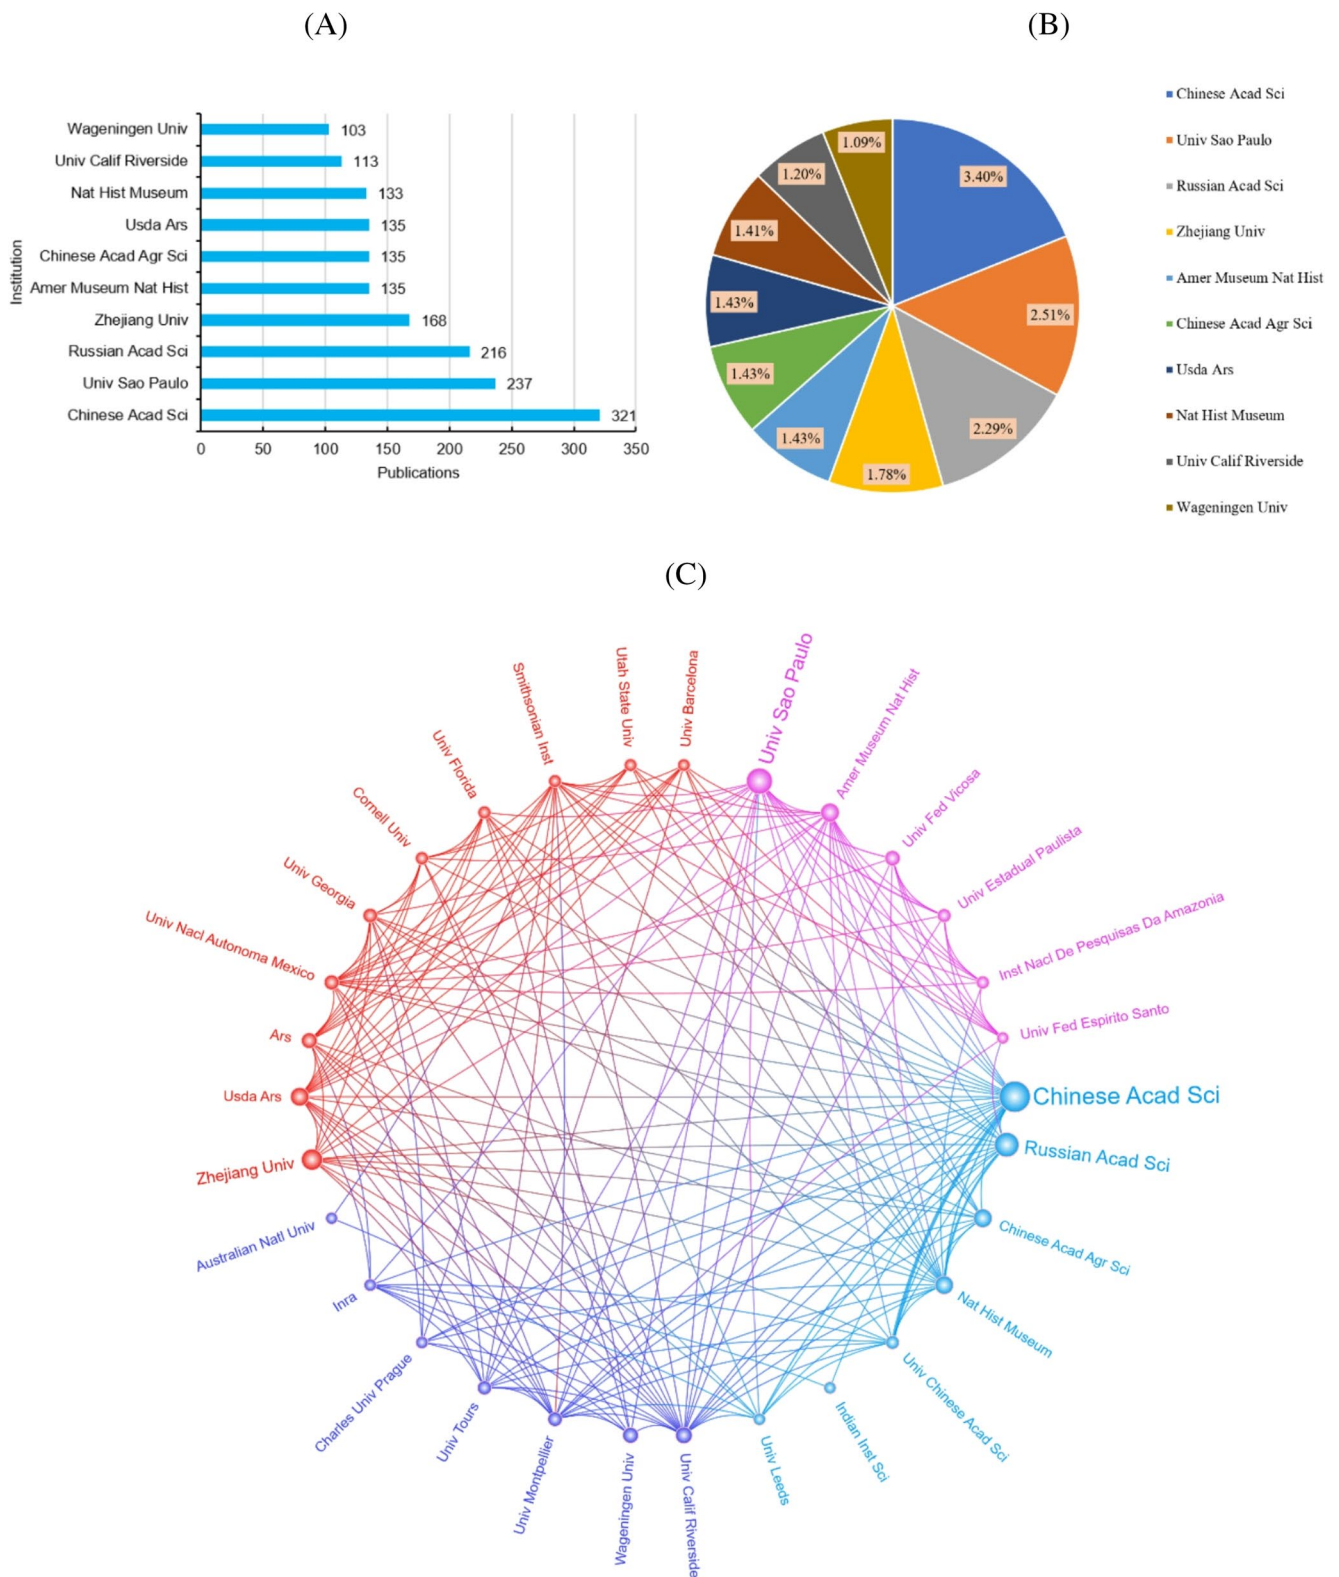 (A)
Institution
Wageningen Univ 103
Univ Calif Riverside 113
Nat Hist Museum 133
Usda Ars 135
Chinese Acad Agr Sci 135
Amer Museum Nat Hist 135
Zhejiang Univ 168
Russian Acad Sci 216
Univ Sao Paulo 237
Chinese Acad Sci 321
0 50 100 150 200 250 300 350
Publications
(B)
3.40%
2.51%
2.29%
1.78%
1.43%
1.43%
1.43%
1.41%
1.20%
1.09%
Chinese Acad Sci
Univ Sao Paulo
Russian Acad Sci
Zhejiang Univ
Amer Museum Nat Hist
Chinese Acad Agr Sci
Usda Ars
Nat Hist Museum
Univ Calif Riverside
Wageningen Univ
(C)
Univ Sao Paulo
Amer Museum Nat Hist
Univ Fed Vicosa
Univ Estadual Paulista
Inst Nacl De Pesquisas Da Amazonia
Univ Fed Espirito Santo
Chinese Acad Sci
Russian Acad Sci
Chinese Acad Agr Sci
Nat Hist Museum
Univ Chinese Acad Sci
Indian Inst Sci
Univ Leeds
Univ Calif Riverside
Wageningen Univ
Univ Montpellier
Univ Tours
Charles Univ Prague
Inra
Australian Natl Univ
Zhejiang Univ
Usda Ars
Ars
Univ Nacl Autonoma Mexico
Univ Georgia
Cornell Univ
Univ Florida
Smithsonian Inst
Utah State Univ
Univ Barcelona